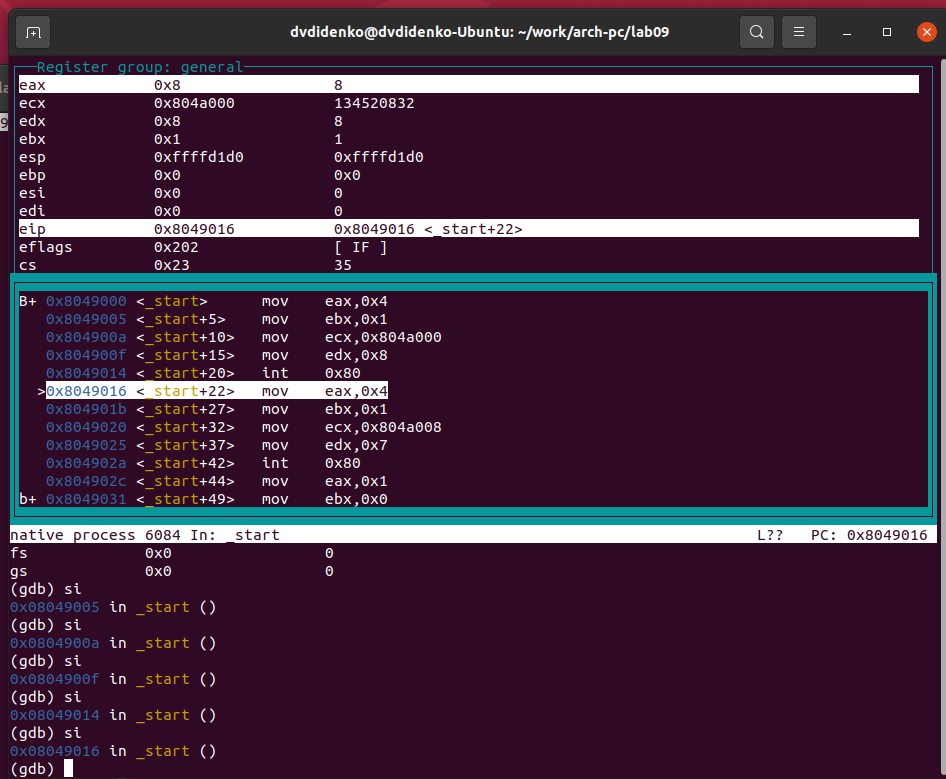 dvdidenko@dvdidenko-Ubuntu: ~/work/arch-pc/lab09
Register group: general
eax 0x8 8
ecx 0x804a000 134520832
edx 0x8 8
ebx 0x1 1
esp 0xffffd1d0 0xffffd1d0
ebp 0x0 0x0
esi 0x0 0
edi 0x0 0
eip 0x8049016 0x8049016 <_start+22>
eflags 0x202 [ IF ]
cs 0x23 35
B+ 0x8049000 <_start> mov eax,0x4
0x8049005 <_start+5> mov ebx,0x1
0x804900a <_start+10> mov ecx,0x804a000
0x804900f <_start+15> mov edx,0x8
0x8049014 <_start+20> int 0x80
>0x8049016 <_start+22> mov eax,0x4
0x804901b <_start+27> mov ebx,0x1
0x8049020 <_start+32> mov ecx,0x804a008
0x8049025 <_start+37> mov edx,0x7
0x804902a <_start+42> int 0x80
0x804902c <_start+44> mov eax,0x1
b+ 0x8049031 <_start+49> mov ebx,0x0
native process 6084 In: _start L?? PC: 0x8049016
fs 0x0 0
gs 0x0 0
(gdb) si
0x08049005 in _start ()
(gdb) si
0x0804900a in _start ()
(gdb) si
0x0804900f in _start ()
(gdb) si
0x08049014 in _start ()
(gdb) si
0x08049016 in _start ()
(gdb)